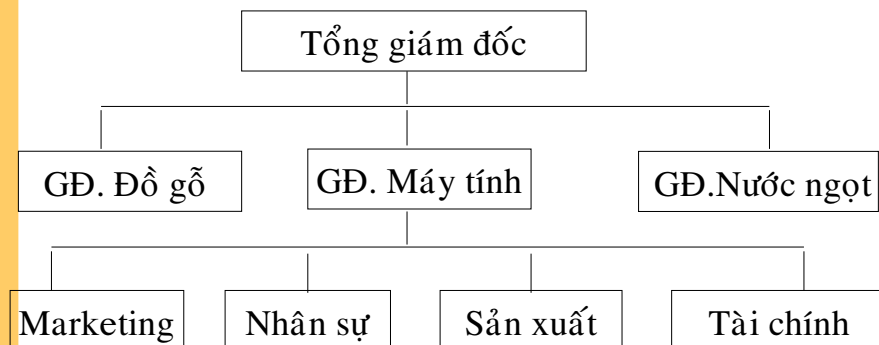 Tổng giám đốc
GĐ. Đồ gỗ
GĐ. Máy tính
GĐ.Nước ngọt
Marketing
Nhân sự
Sản xuất
Tài chính